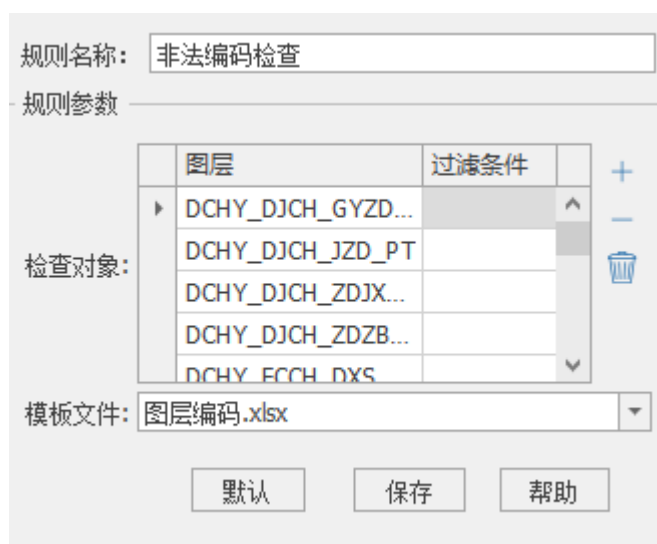 规则名称： 非法编码检查
规则参数
图层 过滤条件
DCHY_DJCH_GYZD...
DCHY_DJCH_JZD_PT
检查对象：
DCHY_DJCH_ZDJX...
DCHY_DJCH_ZDZB...
DCHY_FCCH_DXS
模板文件： 图层编码.xlsx
默认 保存 帮助